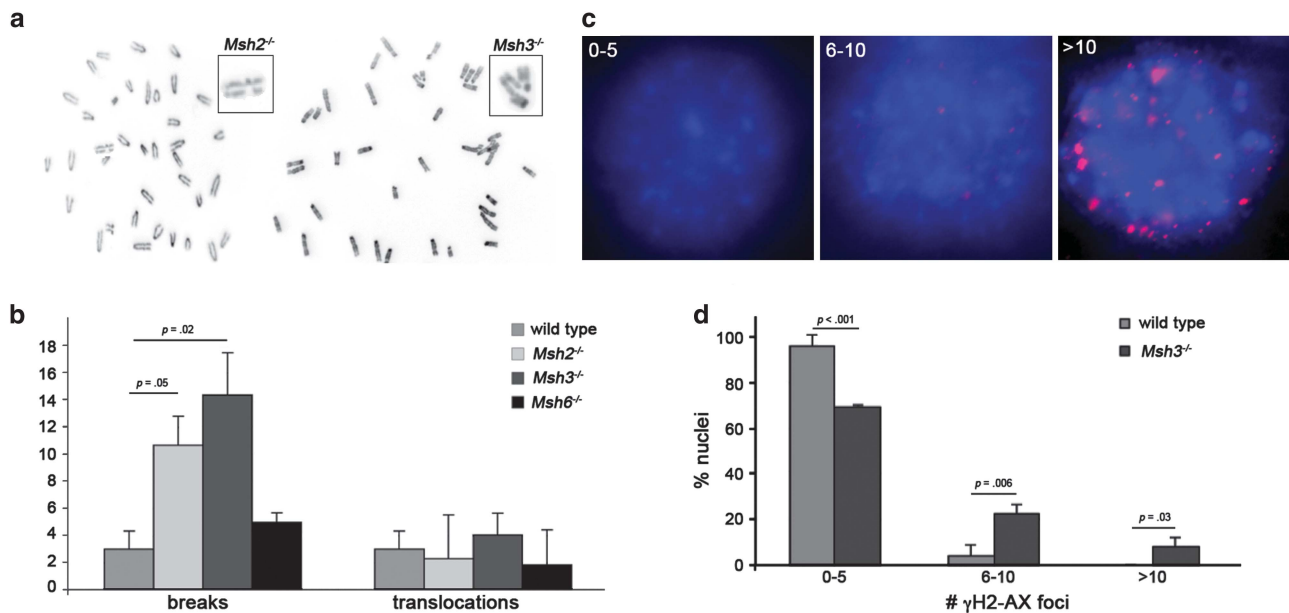 a
Msh2-/-
Msh3-/-
c
0-5
6-10
>10
b
18
16
14
12
10
8
6
4
2
0
p = .02
p = .05
wild type
Msh2-/-
Msh3-/-
Msh6-/-
breaks
translocations
d
% nuclei
100
80
60
40
20
0
p < .001
p = .006
p = .03
wild type
Msh3-/-
0-5
6-10
>10
# γH2-AX foci